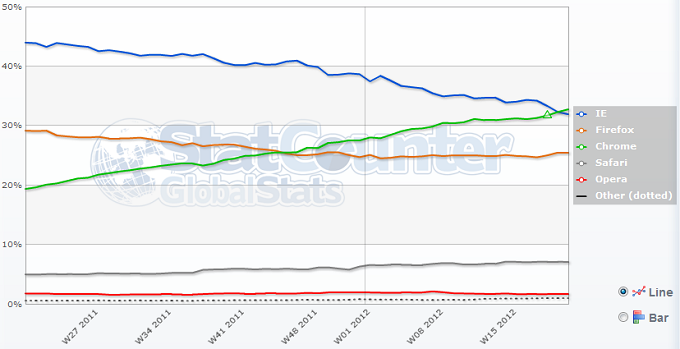 50%
40%
30%
20%
10%
0%
StatCounter
GlobalStats
IE
Firefox
Chrome
Safari
Opera
Other (dotted)
W27 2011
W34 2011
W41 2011
W48 2011
W01 2012
W08 2012
W15 2012
Line
Bar